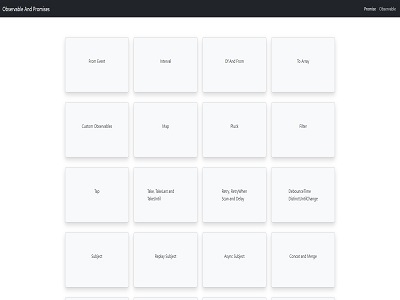 Observable And Promises
Promise Observable
From Event
Interval
Of And From
To Array
Custom Observables
Map
Pluck
Filter
Tap
Take, TakeLast and
TakeUntil
Retry, RetryWhen
Scan and Delay
DebounceTime
DistinctUntilChange
Subject
Replay Subject
Async Subject
Concat and Merge